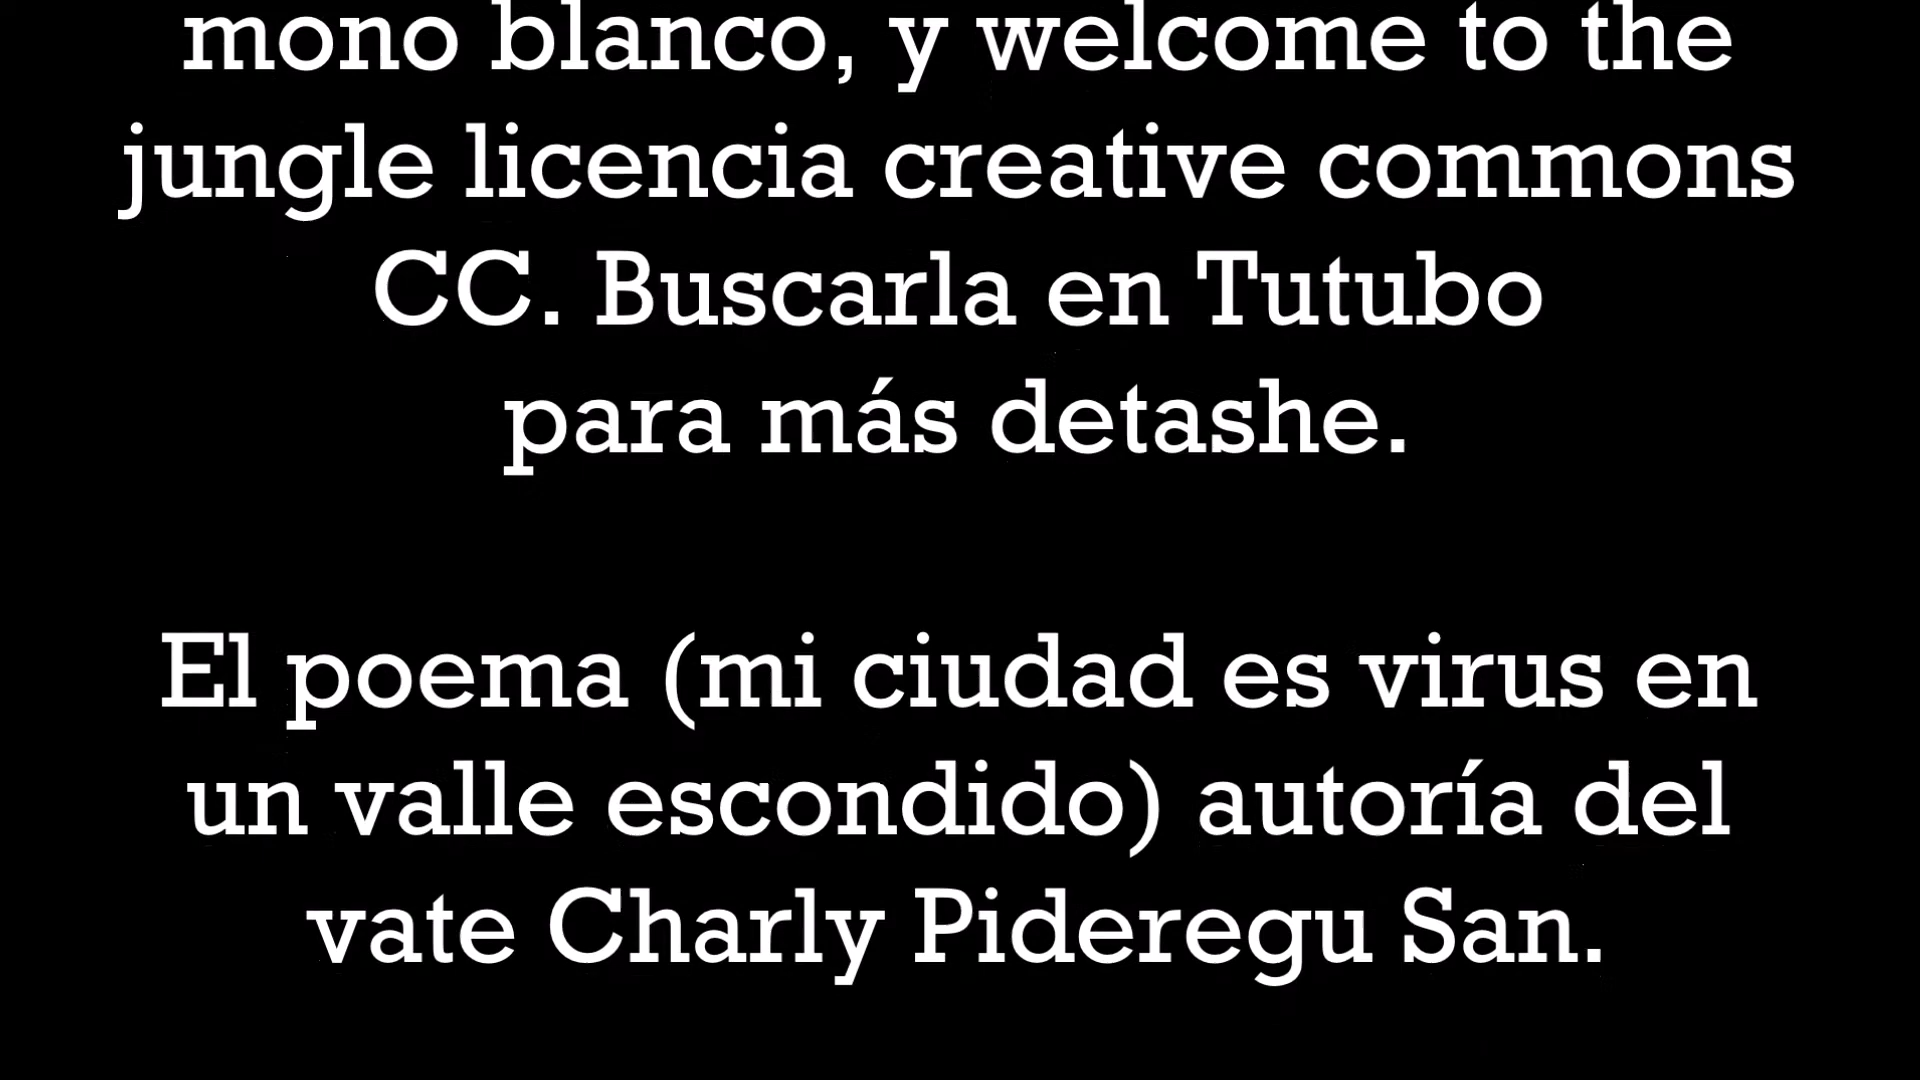 mono blanco, y welcome to the
jungle licencia creative commons
CC. Buscarla en Tutubo
para más detashe.
El poema (mi ciudad es virus en
un valle escondido) autoría del
vate Charly Pideregu San.